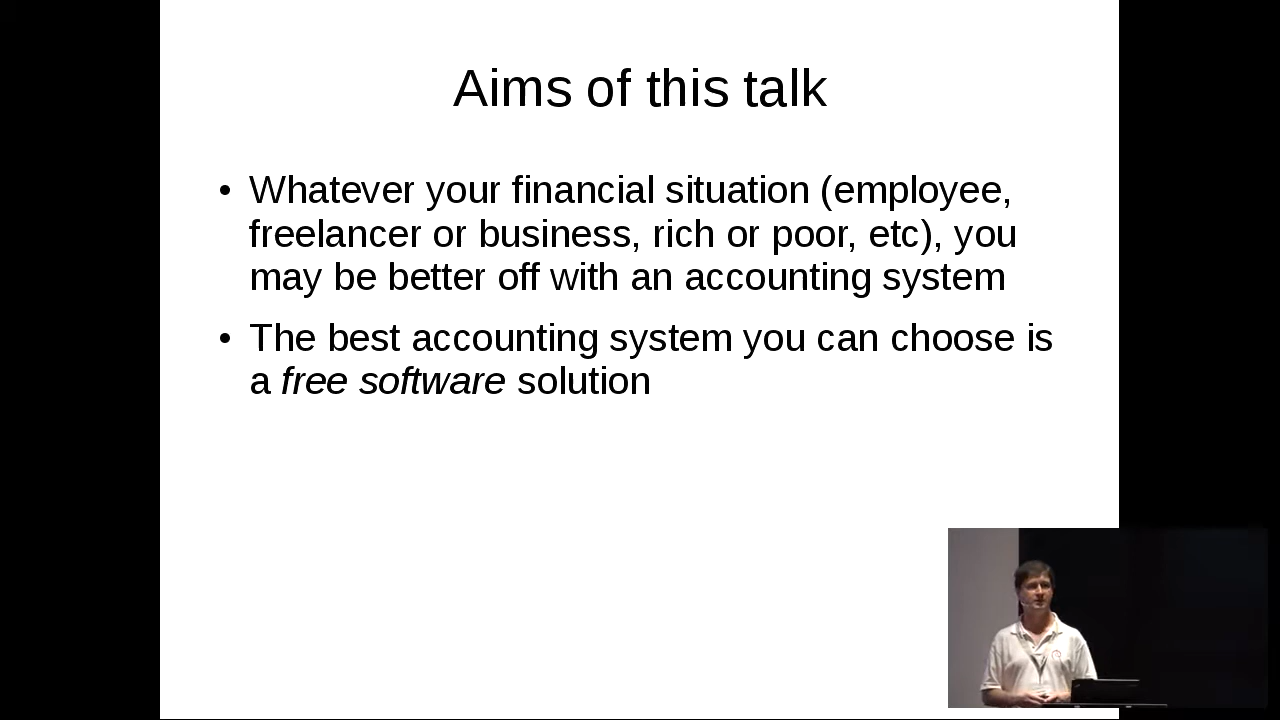 Aims of this talk
• Whatever your financial situation (employee,
freelancer or business, rich or poor, etc), you
may be better off with an accounting system
• The best accounting system you can choose is
a free software solution